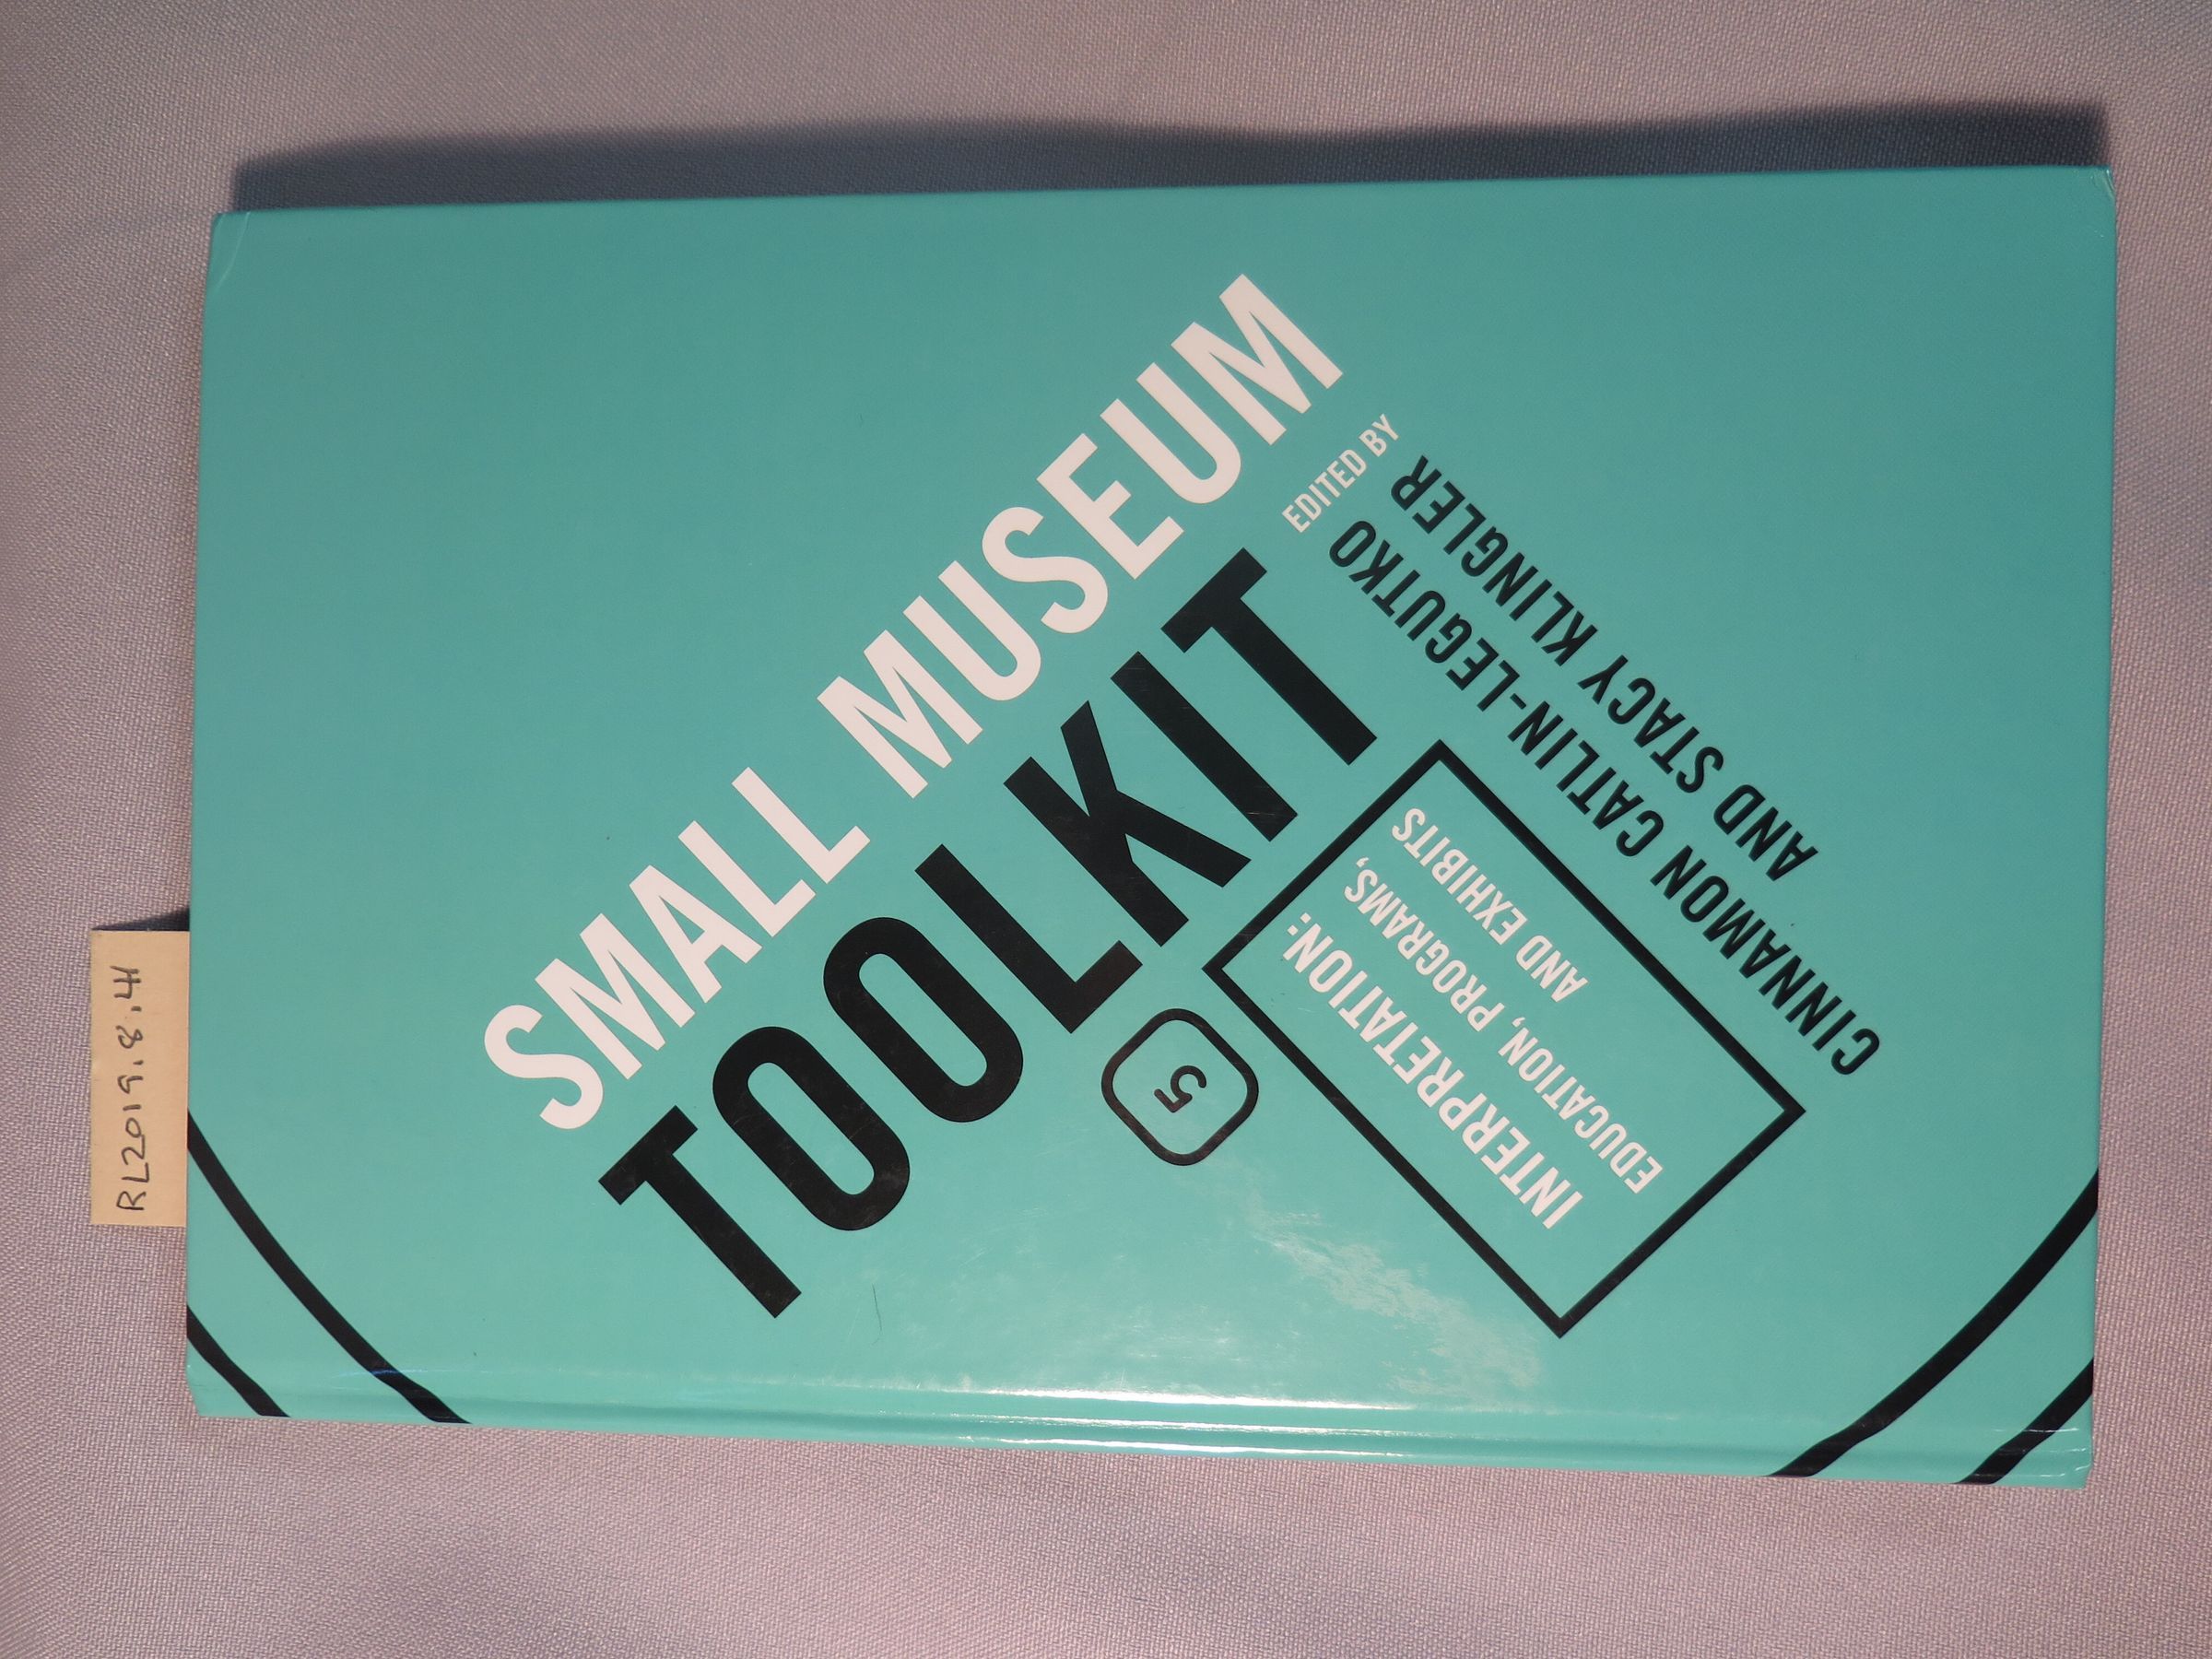 SMALL MUSEUM
TOOLKIT
5
INTERPRETATION:
EDUCATION, PROGRAMS,
AND EXHIBITS
EDITED BY
CINNAMON CATLIN-LEGUTKO
AND STACY KLINGLER
RL2019.8.41